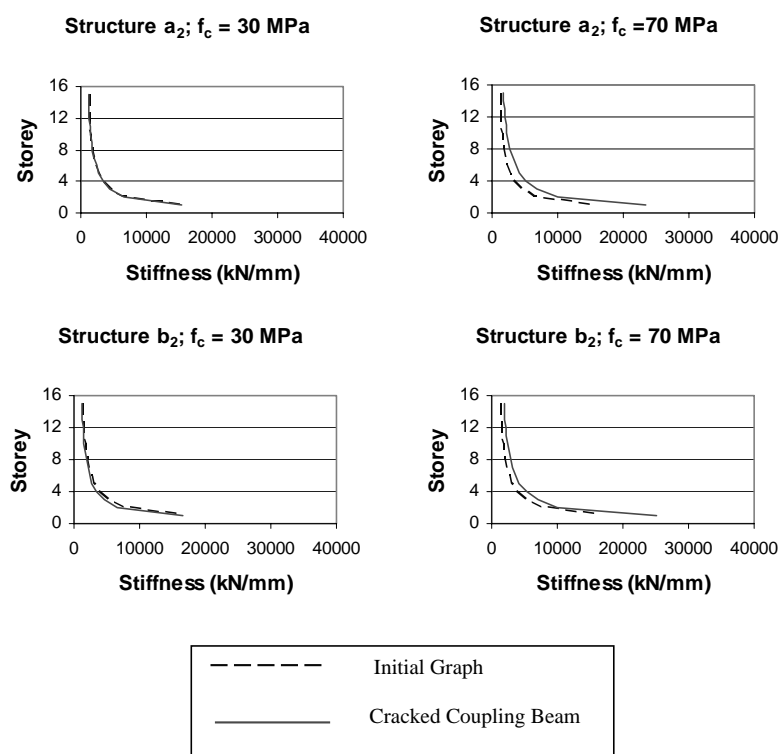 Structure a2; fc = 30 MPa
16
12
8
4
0
Storey
0 10000 20000 30000 40000
Stiffness (kN/mm)
Structure a2; fc =70 MPa
16
12
8
4
0
Storey
0 10000 20000 30000 40000
Stiffness (kN/mm)
Structure b2; fc = 30 MPa
16
12
8
4
0
Storey
0 10000 20000 30000 40000
Stiffness (kN/mm)
Structure b2; fc = 70 MPa
16
12
8
4
0
Storey
0 10000 20000 30000 40000
Stiffness (kN/mm)
Initial Graph
Cracked Coupling Beam